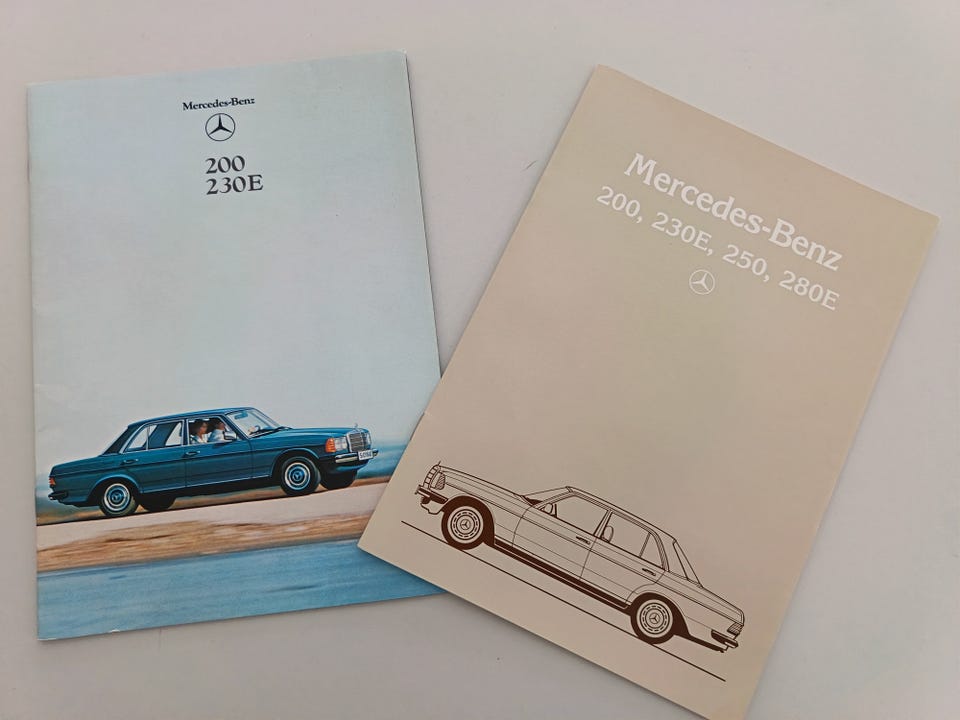 Mercedes-Benz
200
230E
Mercedes-Benz
200, 230E, 250, 280E